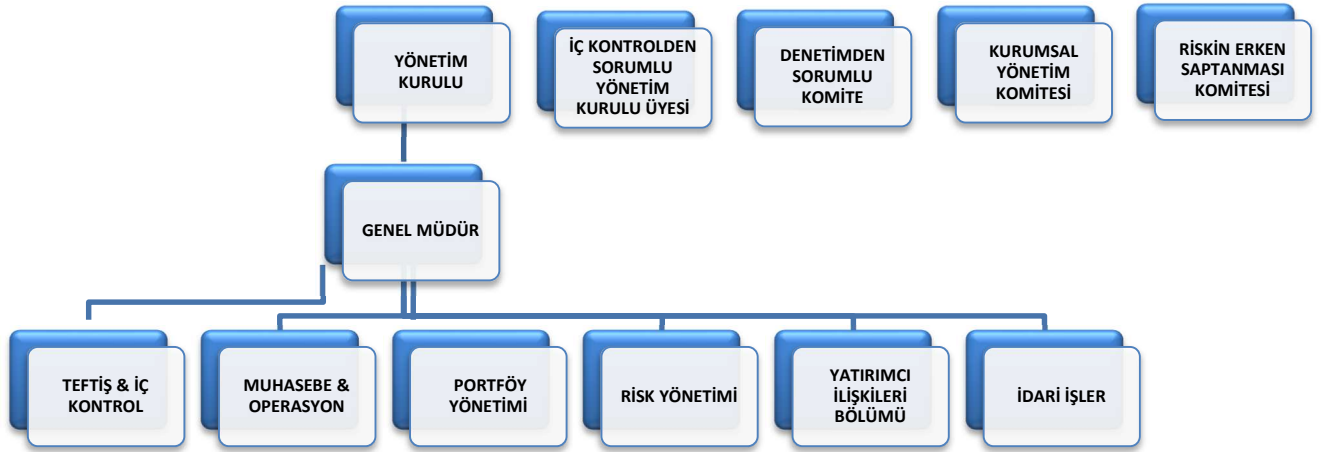 YÖNETİM
KURULU
İÇ KONTROLDEN
SORUMLU
YÖNETİM
KURULU ÜYESİ
DENETİMDEN
SORUMLU
KOMİTE
KURUMSAL
YÖNETİM
KOMİTESİ
RİSKİN ERKEN
SAPTANMASI
KOMİTESİ
GENEL MÜDÜR
TEFTİŞ & İÇ
KONTROL
MUHASEBE &
OPERASYON
PORTFÖY
YÖNETİMİ
RİSK YÖNETİMİ
YATIRIMCI
İLİŞKİLERİ
BÖLÜMÜ
İDARİ İŞLER